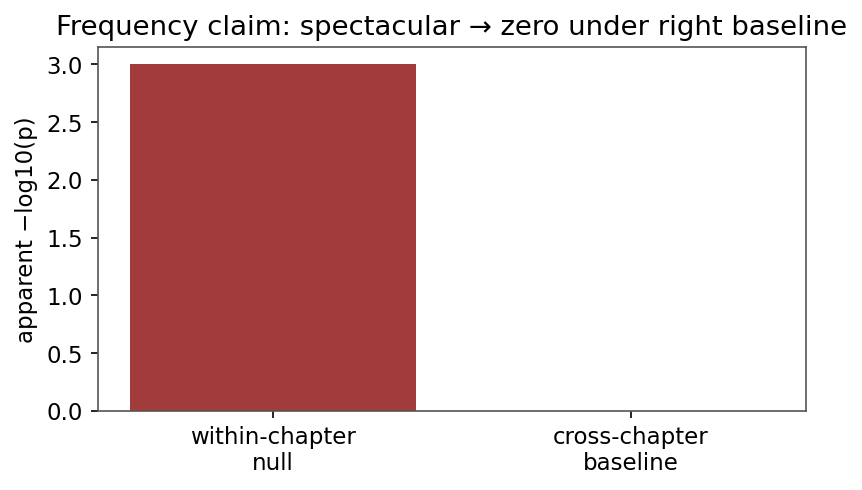 Frequency claim: spectacular → zero under right baseline
apparent −log10(p)
3.0
2.5
2.0
1.5
1.0
0.5
0.0
within-chapter
null
cross-chapter
baseline